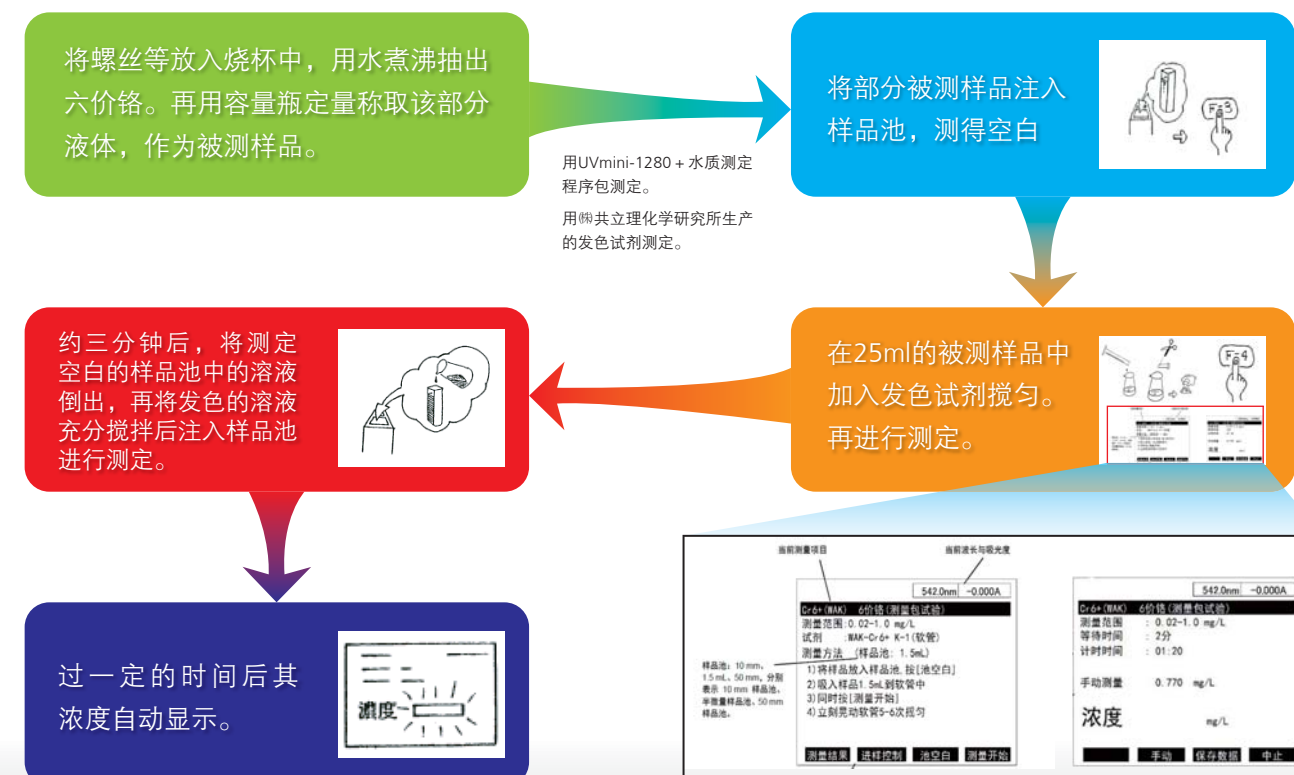 将螺丝等放入烧杯中，用水煮沸抽出
六价铬。再用容量瓶定量称取该部分
液体，作为被测样品。
用UVmini-1280 + 水质测定
程序包测定。
用㈱共立理化学研究所生产
的发色试剂测定。
将部分被测样品注入
样品池，测得空白
F=3
在25ml的被测样品中
加入发色试剂搅匀。
再进行测定。
F=4
约三分钟后，将测定
空白的样品池中的溶液
倒出，再将发色的溶液
充分搅拌后注入样品池
进行测定。
过一定的时间后其
浓度自动显示。
濃度
当前测量项目
当前波长与吸光度
542.0nm -0.000A
Cr6+(WAK) 6价铬(测量包试验)
测量范围:0.02-1.0 mg/L
试剂 :WAK-Cr6+ K-1(软管)
测量方法 (样品池: 1.5mL)
1)将样品放入样品池,按[池空白]
2)吸入样品1.5mL到软管中
3)同时按[测量开始]
4)立刻晃动软管5-6次摇匀
测量结果 进样控制 池空白 测量开始
样品池：10 mm、
1.5 mL、50 mm，分别
表示 10 mm 样品池、
半微量样品池、50 mm
样品池。
542.0nm -0.000A
Cr6+(WAK) 6价铬(测量包试验)
测量范围 : 0.02-1.0 mg/L
等待时间 : 2分
计时时间 : 01:20
手动测量 0.770 mg/L
浓度 mg/L
手动 保存数据 中止